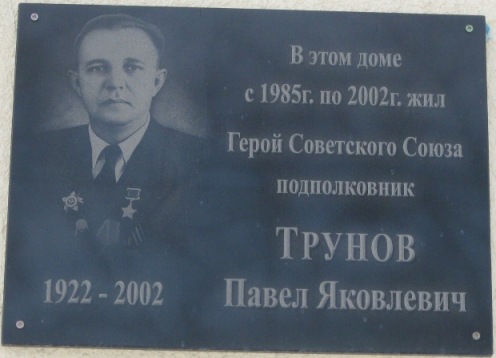 В этом доме
с 1985г. по 2002г. жил
Герой Советского Союза
подполковник
ТРУНОВ
Павел Яковлевич
1922 - 2002